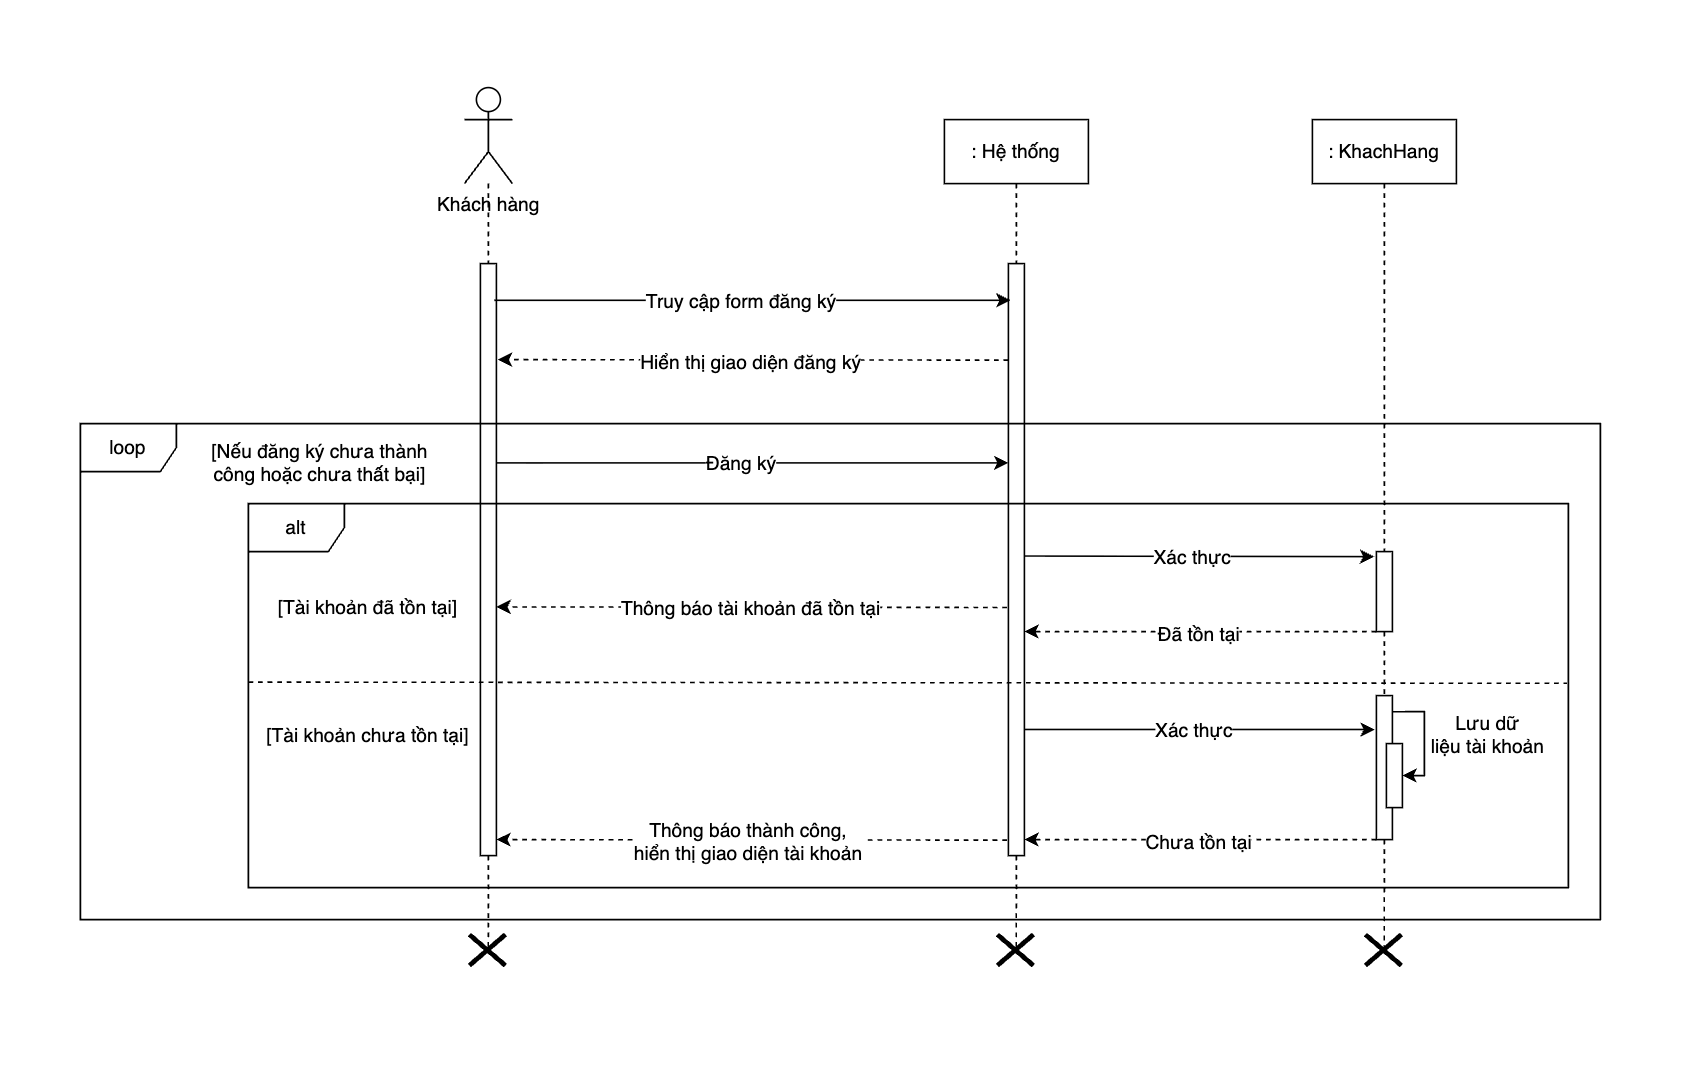 Khách hàng
: Hệ thống
: KhachHang
Truy cập form đăng ký
Hiển thị giao diện đăng ký
loop
[Nếu đăng ký chưa thành
công hoặc chưa thất bại]
Đăng ký
alt
Xác thực
[Tài khoản đã tồn tại]
Thông báo tài khoản đã tồn tại
Đã tồn tại
[Tài khoản chưa tồn tại]
Xác thực
Lưu dữ
liệu tài khoản
Thông báo thành công,
hiển thị giao diện tài khoản
Chưa tồn tại